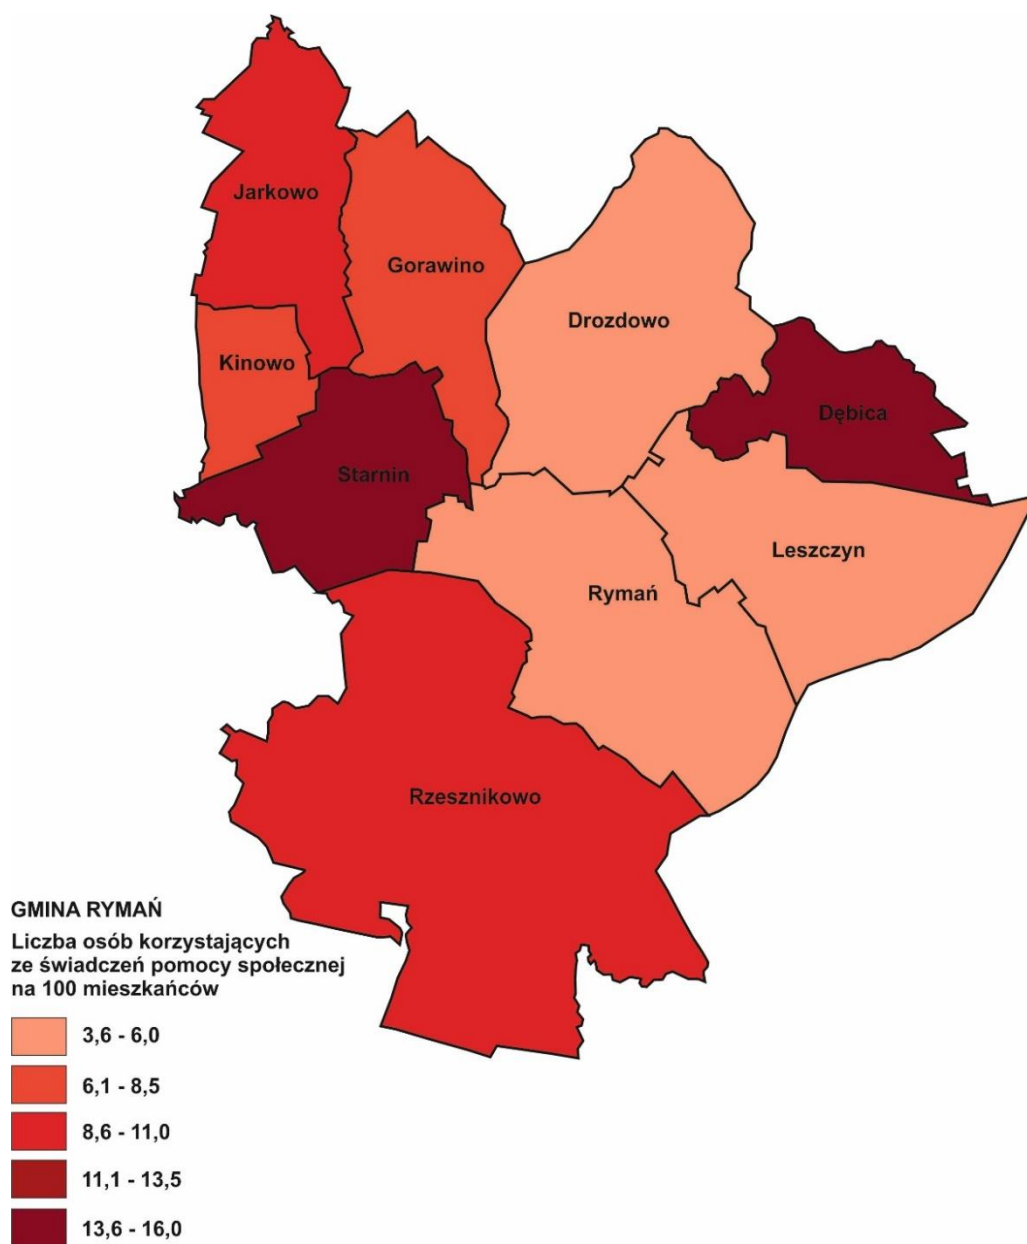 Jarkowo
Gorawino
Drozdowo
Kinowo
Dębica
Starnin
Leszczyn
Rymań
Rzesznikowo
GMINA RYMAŃ
Liczba osób korzystających
ze świadczeń pomocy społecznej
na 100 mieszkańców
3,6 - 6,0
6,1 - 8,5
8,6 - 11,0
11,1 - 13,5
13,6 - 16,0